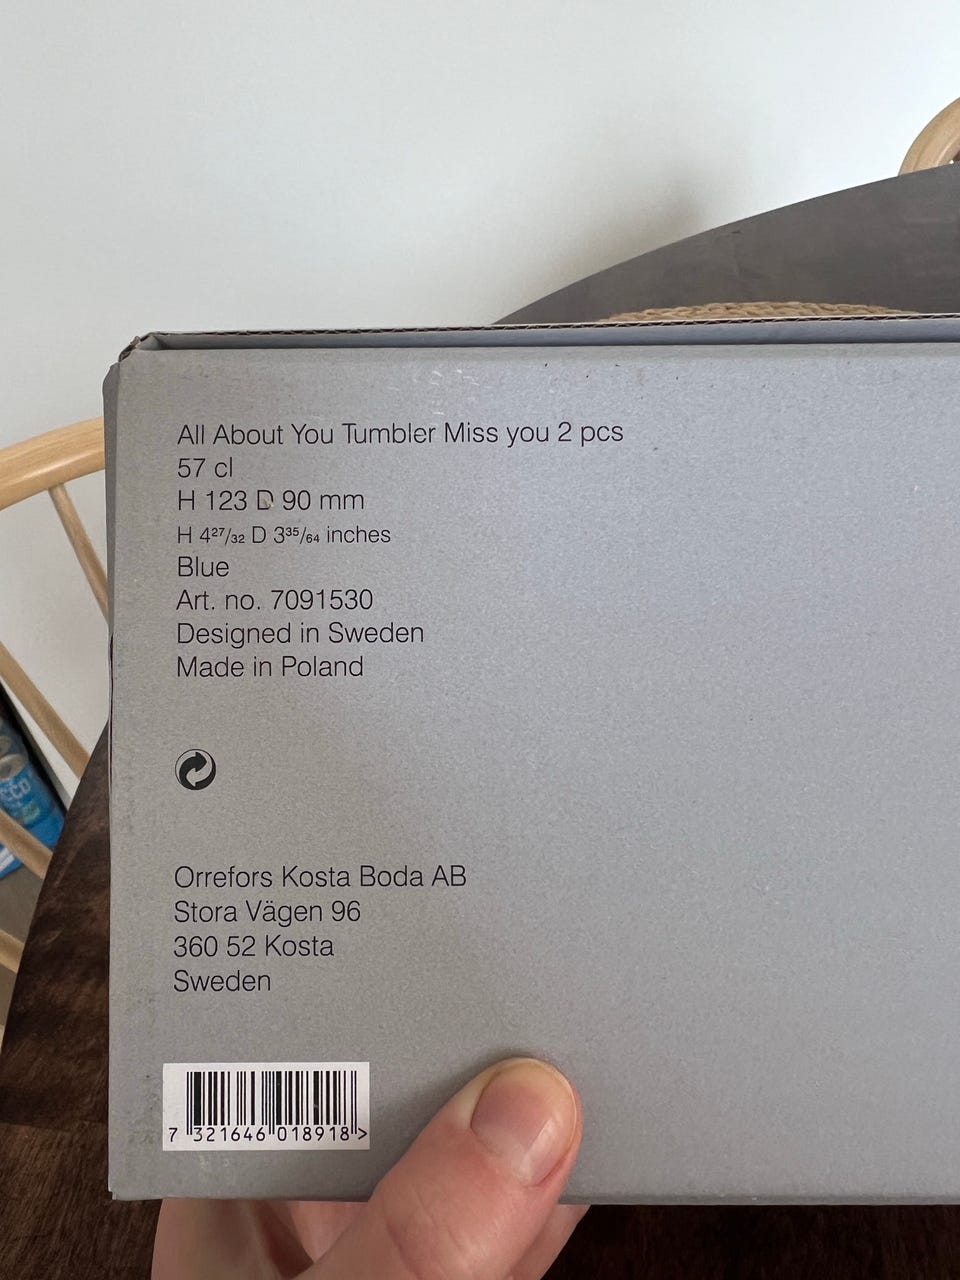 All About You Tumbler Miss you 2 pcs
57 cl
H 123 D 90 mm
H 4²⁷/₃₂ D 3³⁵/₆₄ inches
Blue
Art. no. 7091530
Designed in Sweden
Made in Poland
Orrefors Kosta Boda AB
Stora Vägen 96
360 52 Kosta
Sweden
7 321646 018918 >